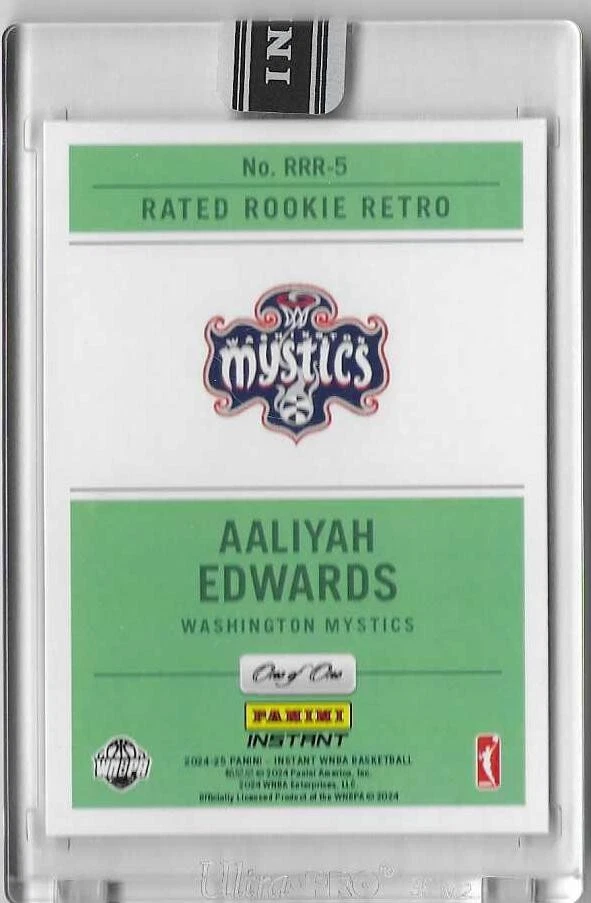 IN
No. RRR-5
RATED ROOKIE RETRO
WASHINGTON
mystics
AALIYAH
EDWARDS
WASHINGTON MYSTICS
One of One
PANINI
INSTANT
WNBPA
2024-25 PANINI - INSTANT WNBA BASKETBALL
© 2024 Panini America, Inc.
2024 WNBA Enterprises, LLC
Officially Licensed Product of the WNBPA © 2024
Ultra PRO®